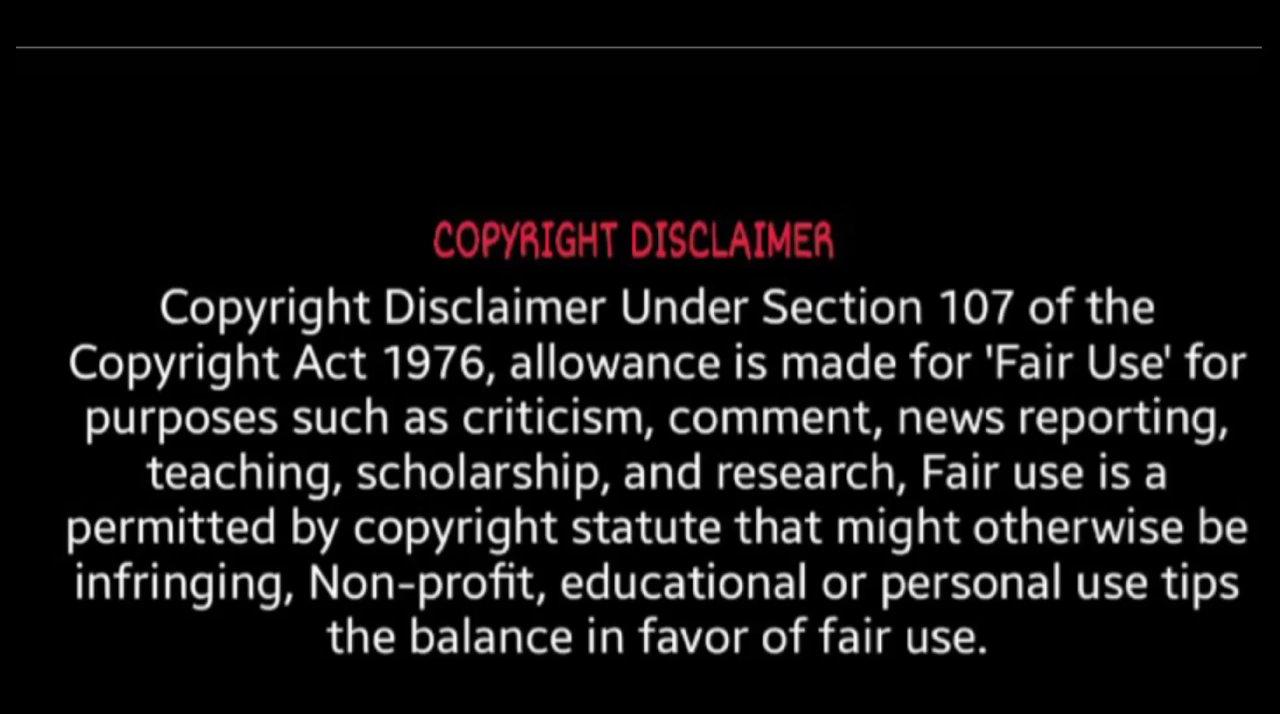 COPYRIGHT DISCLAIMER
Copyright Disclaimer Under Section 107 of the
Copyright Act 1976, allowance is made for 'Fair Use' for
purposes such as criticism, comment, news reporting,
teaching, scholarship, and research, Fair use is a
permitted by copyright statute that might otherwise be
infringing, Non-profit, educational or personal use tips
the balance in favor of fair use.